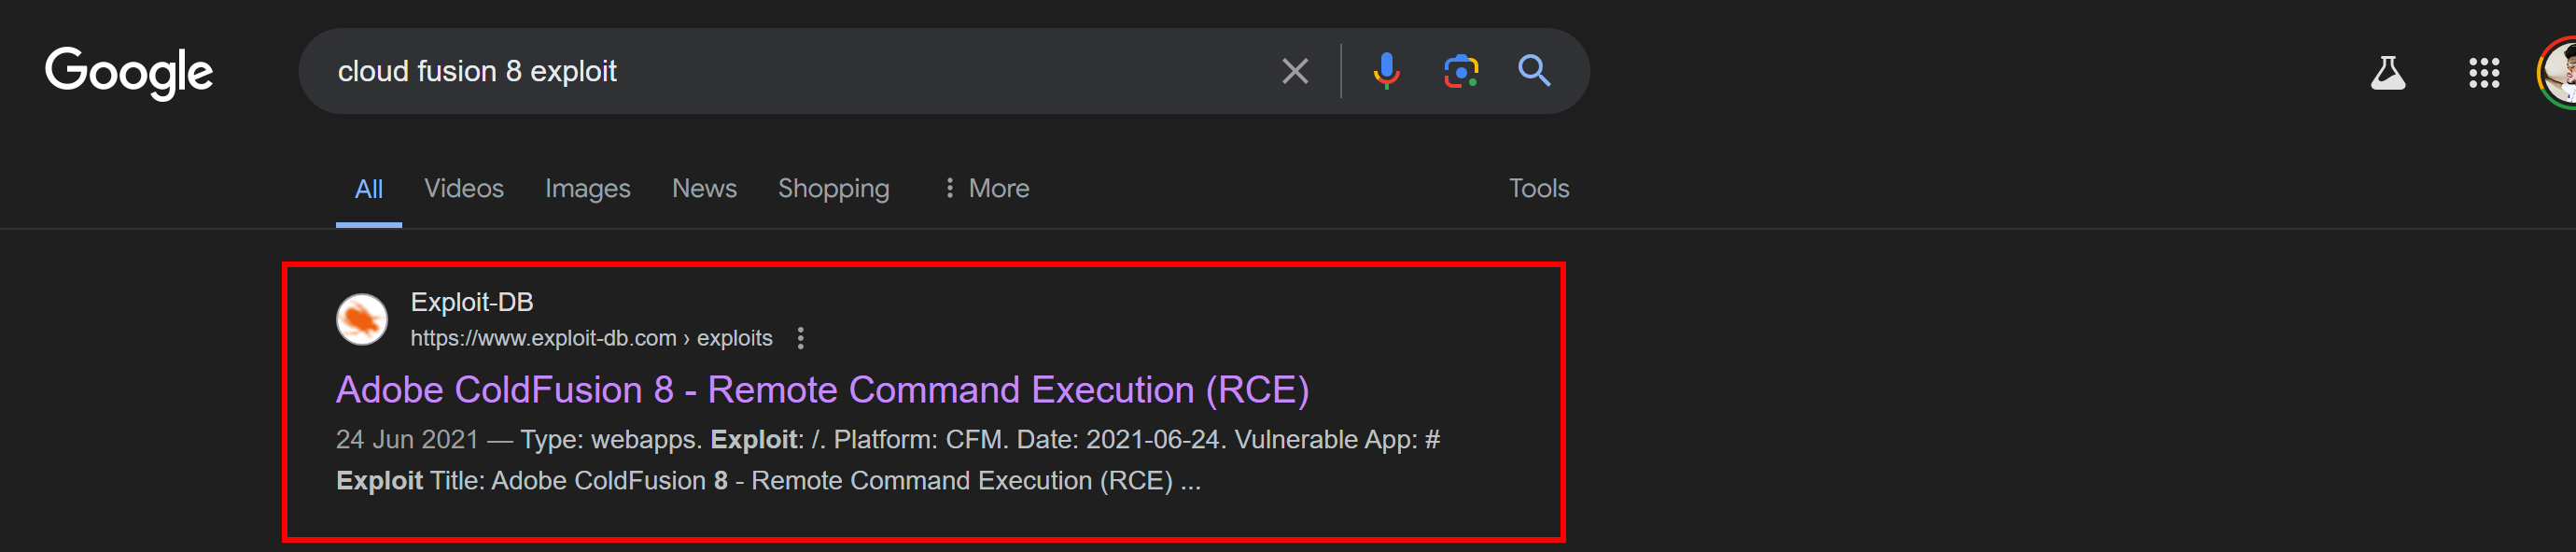 Google
cloud fusion 8 exploit
All Videos Images News Shopping More Tools
Exploit-DB
https://www.exploit-db.com › exploits
Adobe ColdFusion 8 - Remote Command Execution (RCE)
24 Jun 2021 — Type: webapps. Exploit: /. Platform: CFM. Date: 2021-06-24. Vulnerable App: #
Exploit Title: Adobe ColdFusion 8 - Remote Command Execution (RCE) ...